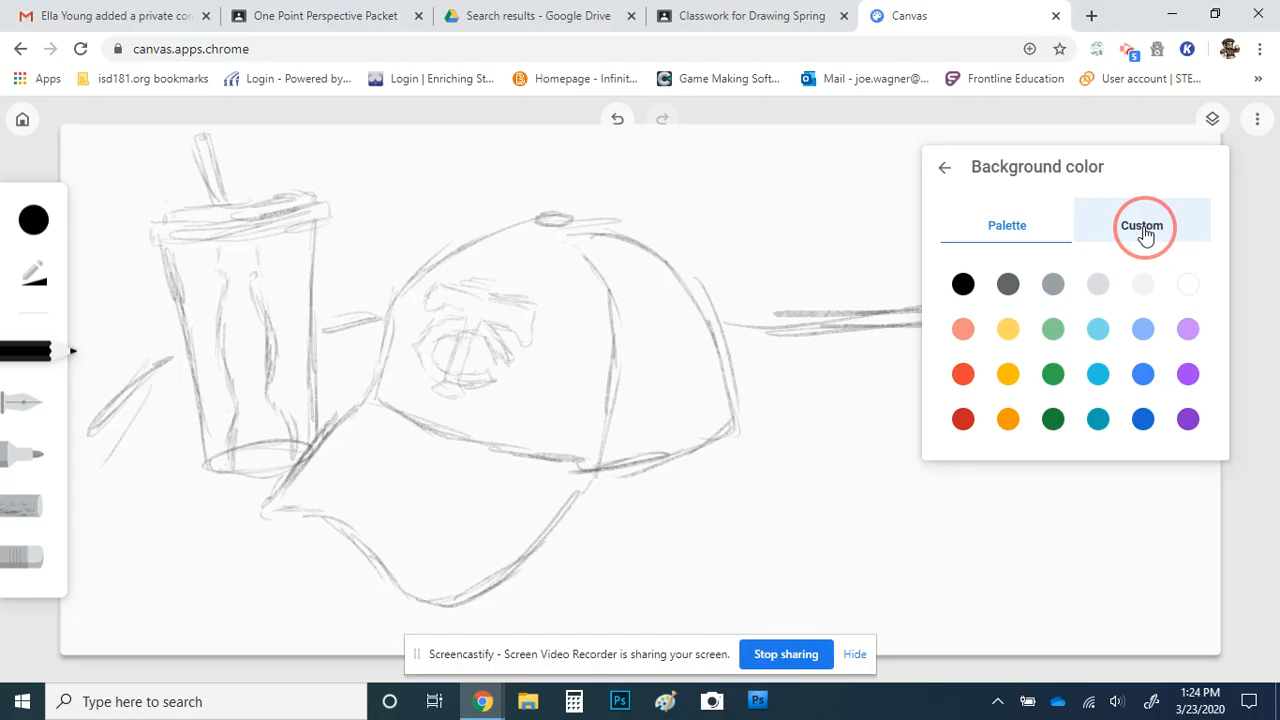 Ella Young added a private co
One Point Perspective Packet
Search results - Google Drive
Classwork for Drawing Spring
Canvas
canvas.apps.chrome
Apps
isd181.org bookmarks
Login - Powered by...
Login | Enriching St...
Homepage - Infinit...
Game Making Soft...
Mail - joe.wagner@...
Frontline Education
User account | STE...
»
5
K
Background color
Palette
Custom
Screencastify - Screen Video Recorder is sharing your screen.
Stop sharing
Hide
Type here to search
Ps
Ps
1:24 PM
3/23/2020